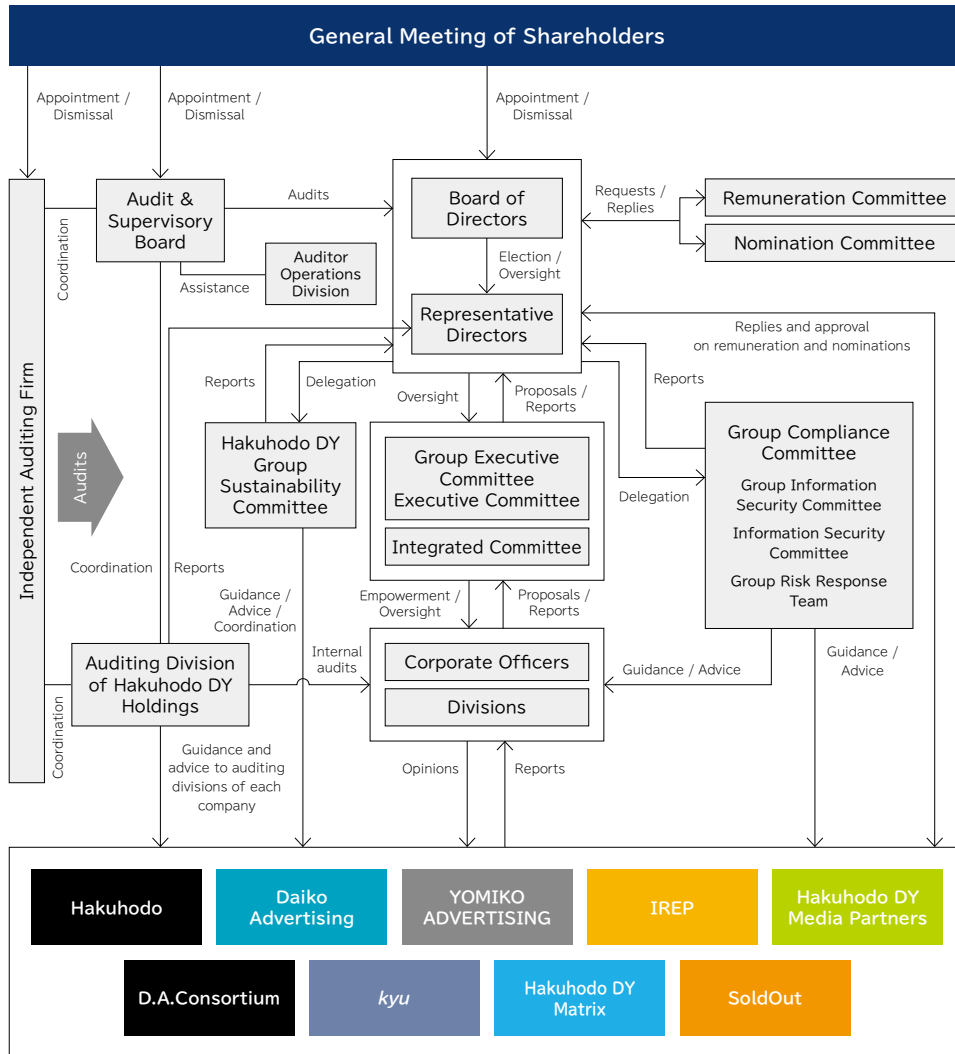 General Meeting of Shareholders
Appointment /
Dismissal
Appointment /
Dismissal
Appointment /
Dismissal
Independent Auditing Firm
Coordination
Audit &
Supervisory
Board
Audits
Board of
Directors
Requests /
Replies
Remuneration Committee
Nomination Committee
Assistance
Auditor
Operations
Division
Election /
Oversight
Representative
Directors
Replies and approval
on remuneration and nominations
Reports
Delegation
Oversight
Proposals /
Reports
Reports
Audits
Hakuhodo DY
Group
Sustainability
Committee
Group Executive
Committee
Executive Committee
Integrated Committee
Delegation
Group Compliance
Committee
Group Information
Security Committee
Information Security
Committee
Group Risk Response
Team
Coordination
Reports
Guidance /
Advice /
Coordination
Empowerment /
Oversight
Proposals /
Reports
Auditing Division
of Hakuhodo DY
Holdings
Internal
audits
Corporate Officers
Divisions
Guidance / Advice
Guidance /
Advice
Coordination
Guidance and
advice to auditing
divisions of each
company
Opinions
Reports
Hakuhodo
Daiko
Advertising
YOMIKO
ADVERTISING
IREP
Hakuhodo DY
Media Partners
D.A.Consortium
kyu
Hakuhodo DY
Matrix
SoldOut